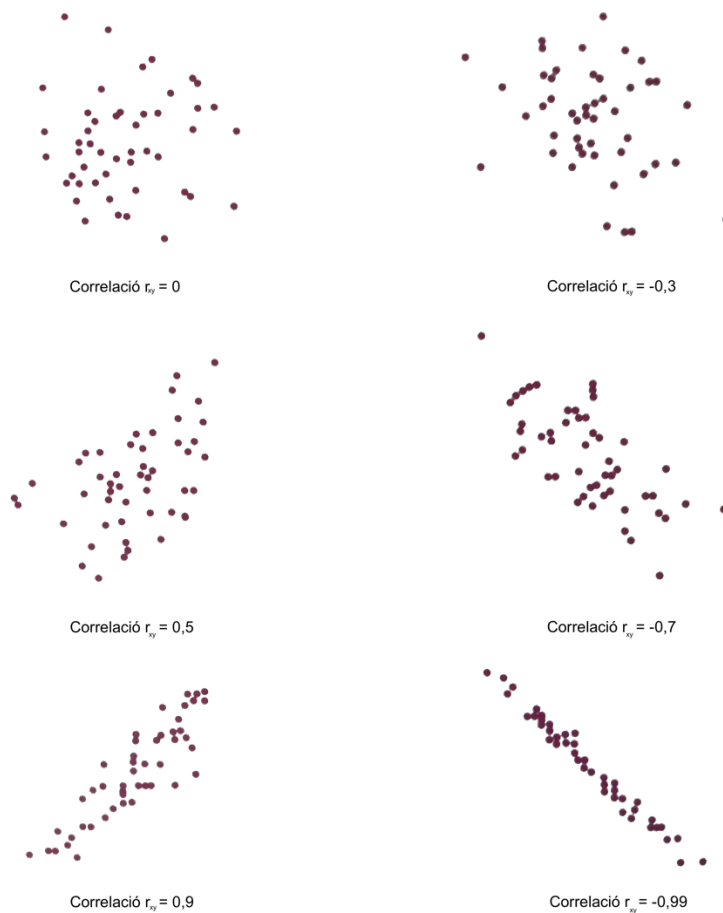 Correlació rxy = 0
Correlació rxy = -0,3
Correlació rxy = 0,5
Correlació rxy = -0,7
Correlació rxy = 0,9
Correlació rxy = -0,99